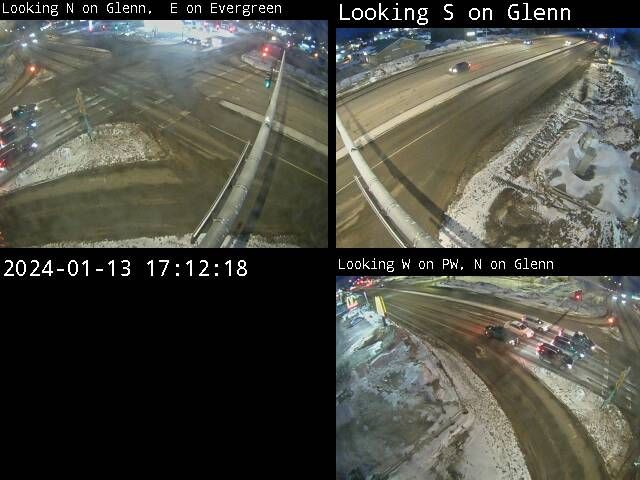 Looking N on Glenn, E on Evergreen
Looking S on Glenn
2024-01-13 17:12:18
Looking W on PW, N on Glenn